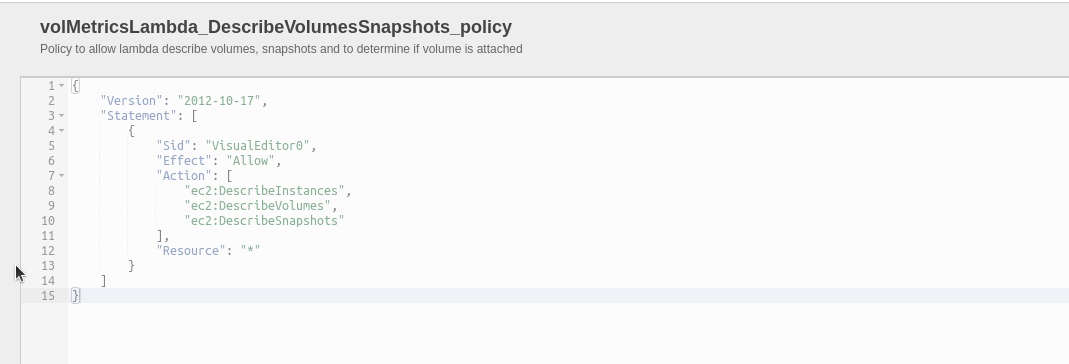 volMetricsLambda_DescribeVolumesSnapshots_policy
Policy to allow lambda describe volumes, snapshots and to determine if volume is attached
1 {
2     "Version": "2012-10-17",
3     "Statement": [
4         {
5             "Sid": "VisualEditor0",
6             "Effect": "Allow",
7             "Action": [
8                 "ec2:DescribeInstances",
9                 "ec2:DescribeVolumes",
10                 "ec2:DescribeSnapshots"
11             ],
12             "Resource": "*"
13         }
14     ]
15 }